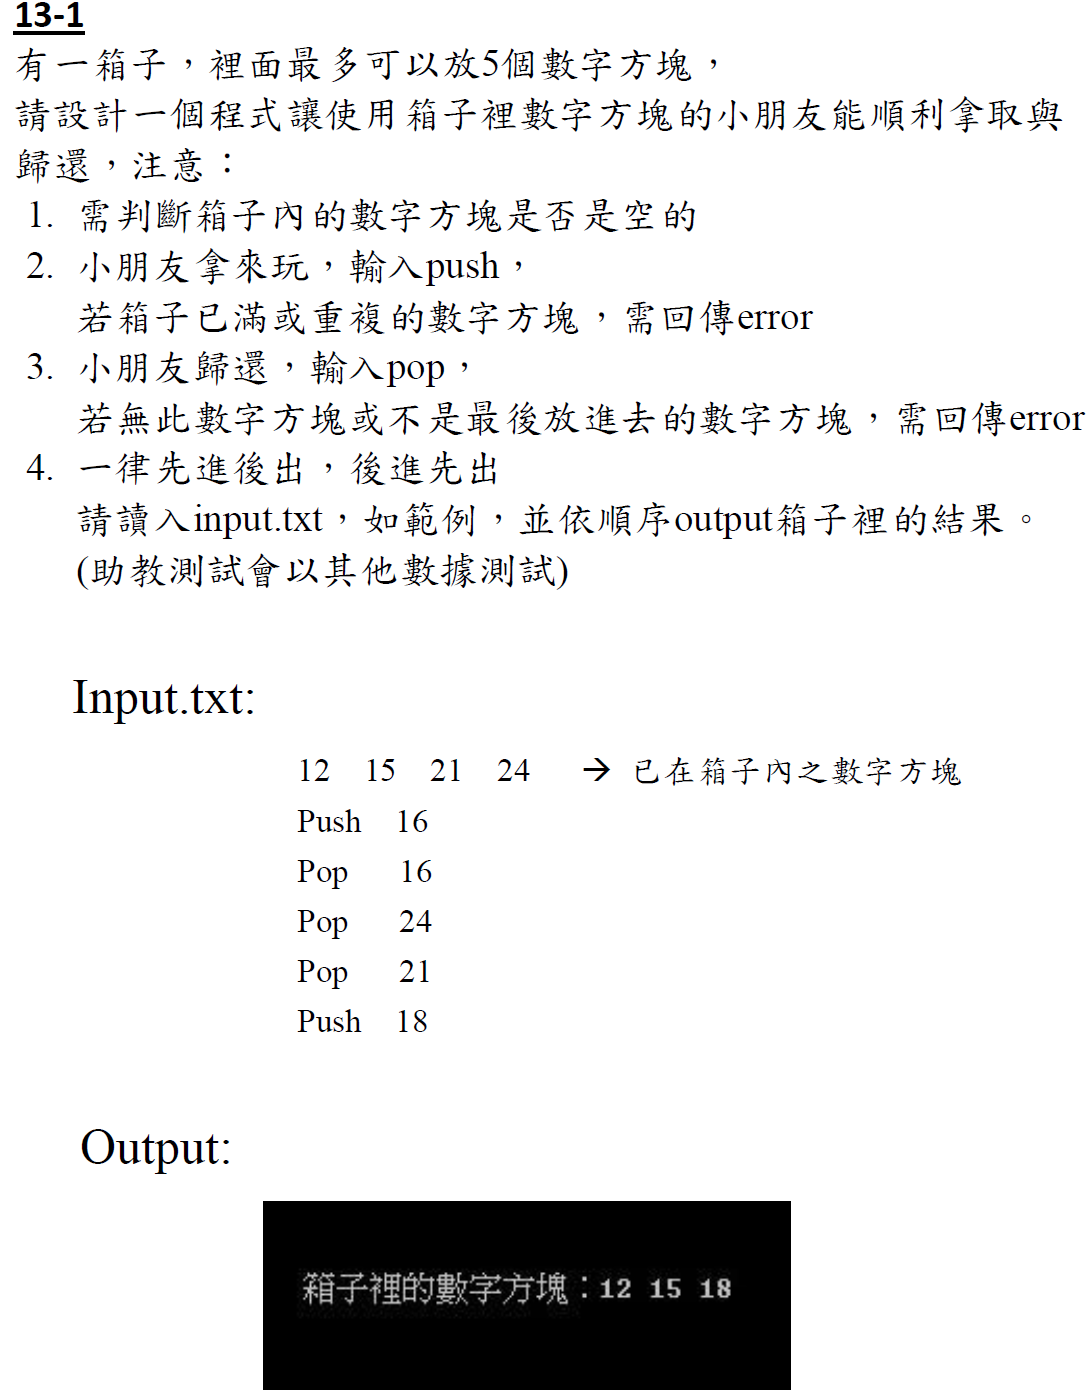 13-1
有一箱子，裡面最多可以放5個數字方塊，
請設計一個程式讓使用箱子裡數字方塊的小朋友能順利拿取與
歸還，注意：
1. 需判斷箱子內的數字方塊是否是空的
2. 小朋友拿來玩，輸入push，
若箱子已滿或重複的數字方塊，需回傳error
3. 小朋友歸還，輸入pop，
若無此數字方塊或不是最後放進去的數字方塊，需回傳error
4. 一律先進後出，後進先出
請讀入input.txt，如範例，並依順序output箱子裡的結果。
(助教測試會以其他數據測試)
Input.txt:
12 15 21 24 → 已在箱子內之數字方塊
Push 16
Pop 16
Pop 24
Pop 21
Push 18
Output:
箱子裡的數字方塊：12 15 18